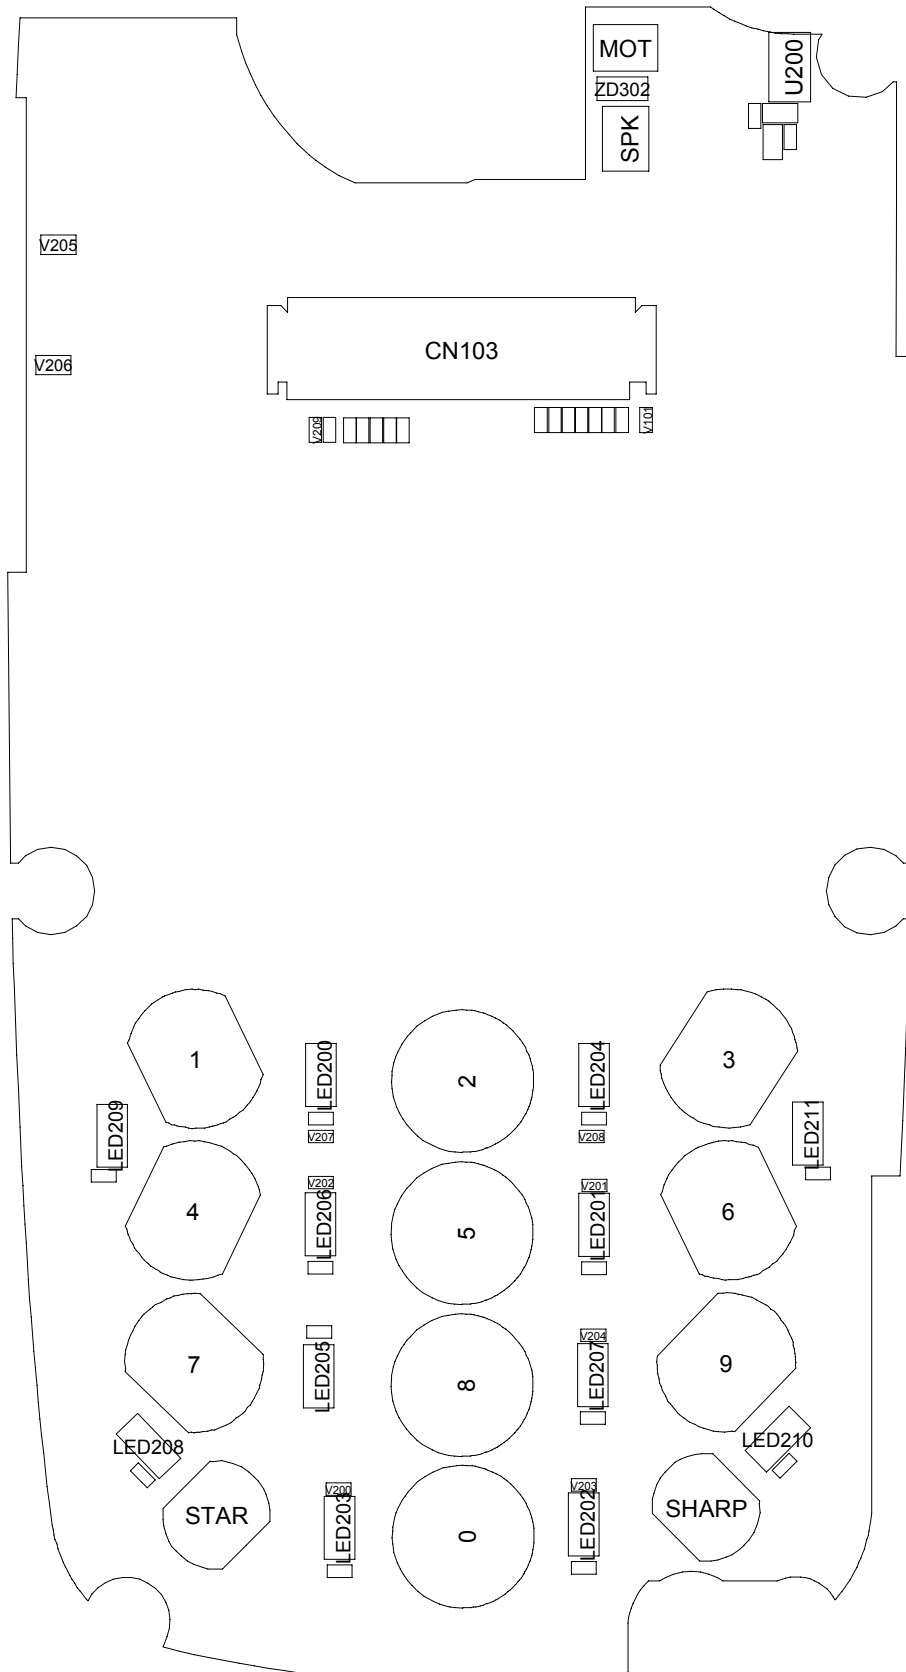 MOT
U200
ZD302
SPK
V205
CN103
V206
V209
V101
1
LED200
2
LED204
3
LED209
V207
V208
LED211
V202
V201
4
LED206
5
LED201
6
V204
7
LED205
8
LED207
9
LED208
LED210
V200
V203
STAR
LED203
0
LED202
SHARP